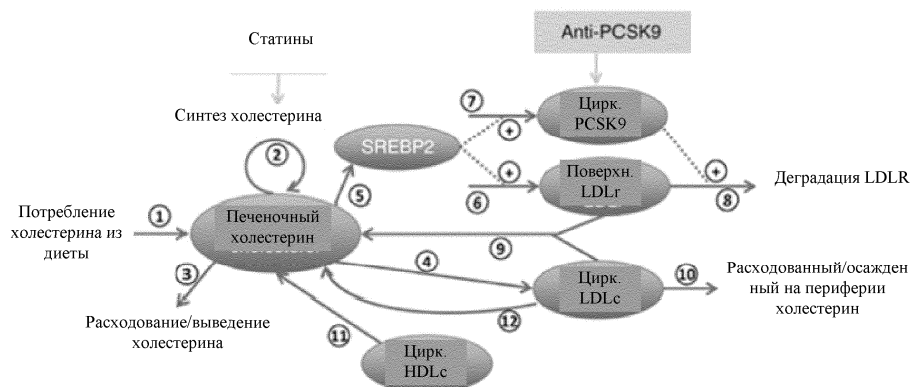 Статины
Anti-PCSK9
Синтез холестерина
7
Цирк.
PCSK9
+
2
SREBP2
+
Поверхн.
LDLr
+
Деградация LDLR
5
6
8
Потребление
холестерина из
диеты
1
Печеночный
холестерин
9
3
4
Цирк.
LDLc
10
Расходованный/осажден
ный на периферии
холестерин
12
Расходование/выведение
холестерина
11
Цирк.
HDLc